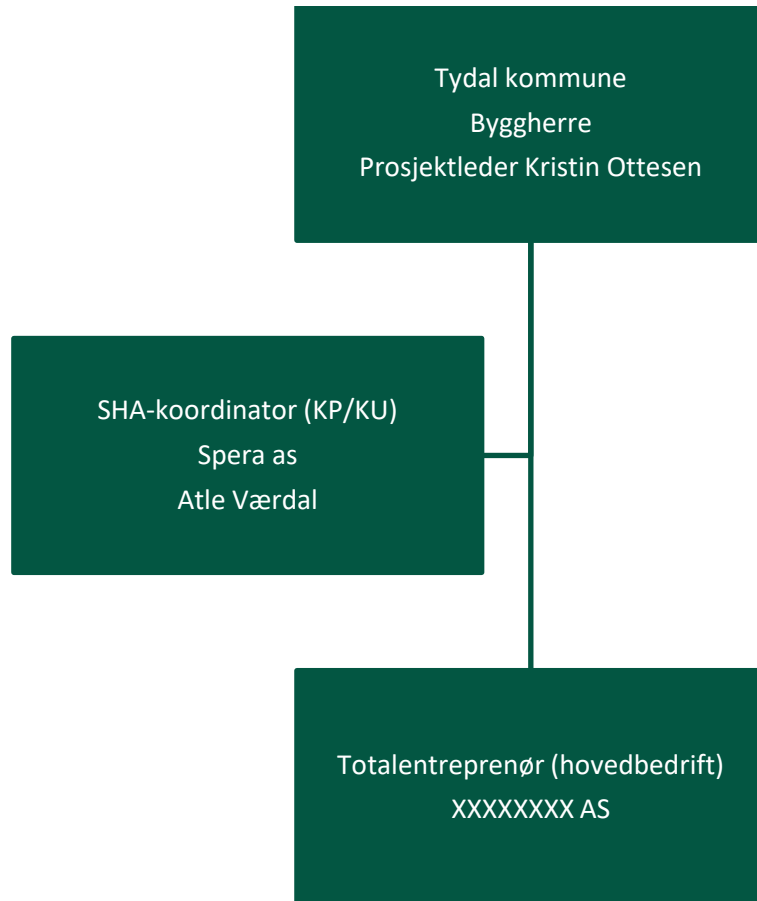 Tydal kommune
Byggherre
Prosjektleder Kristin Ottesen
SHA-koordinator (KP/KU)
Spera as
Atle Værdal
Totalentreprenør (hovedbedrift)
XXXXXXXX AS